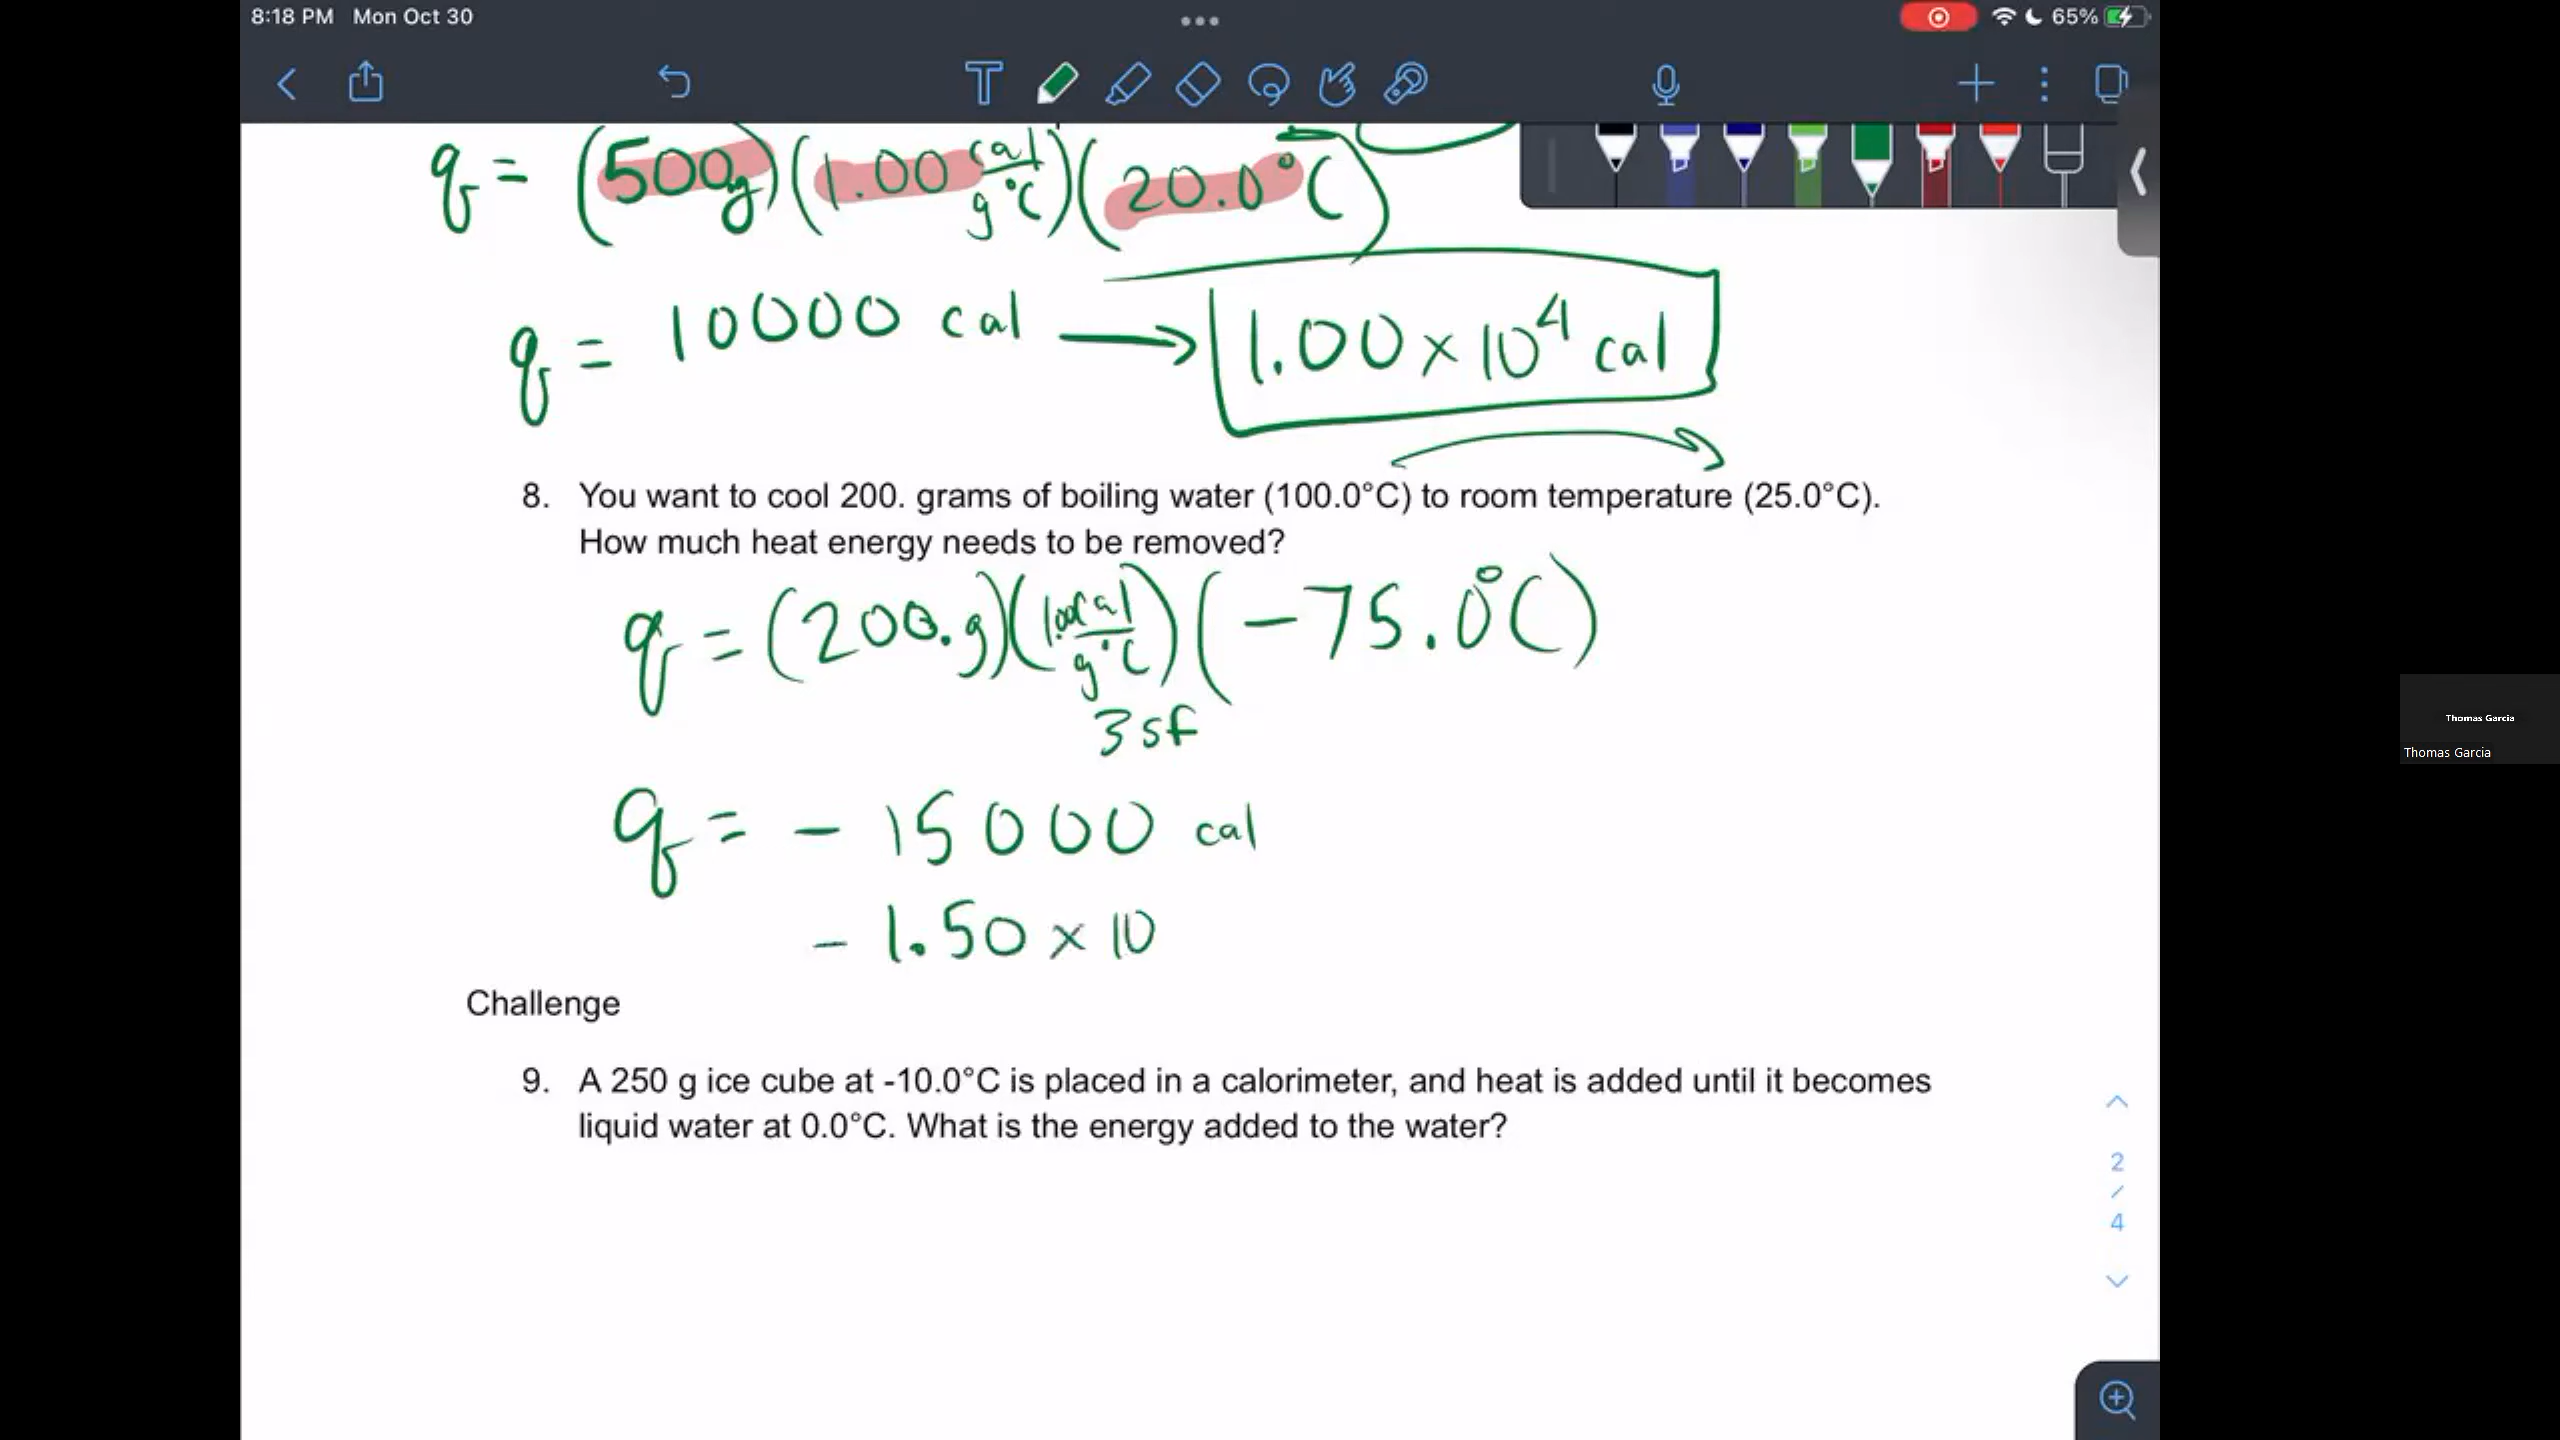 8:18 PM Mon Oct 30
65%
q = (500g)(1.00 cal/g°C)(20.0°C)
q = 10000 cal → 1.00 × 10⁴ cal
8. You want to cool 200. grams of boiling water (100.0°C) to room temperature (25.0°C).
How much heat energy needs to be removed?
q = (200. g)(1.00 cal/g°C)(-75.0°C)
3 sf
q = - 15000 cal
- 1.50 × 10
Challenge
9. A 250 g ice cube at -10.0°C is placed in a calorimeter, and heat is added until it becomes
liquid water at 0.0°C. What is the energy added to the water?
2
/
4
Thomas Garcia
Thomas Garcia